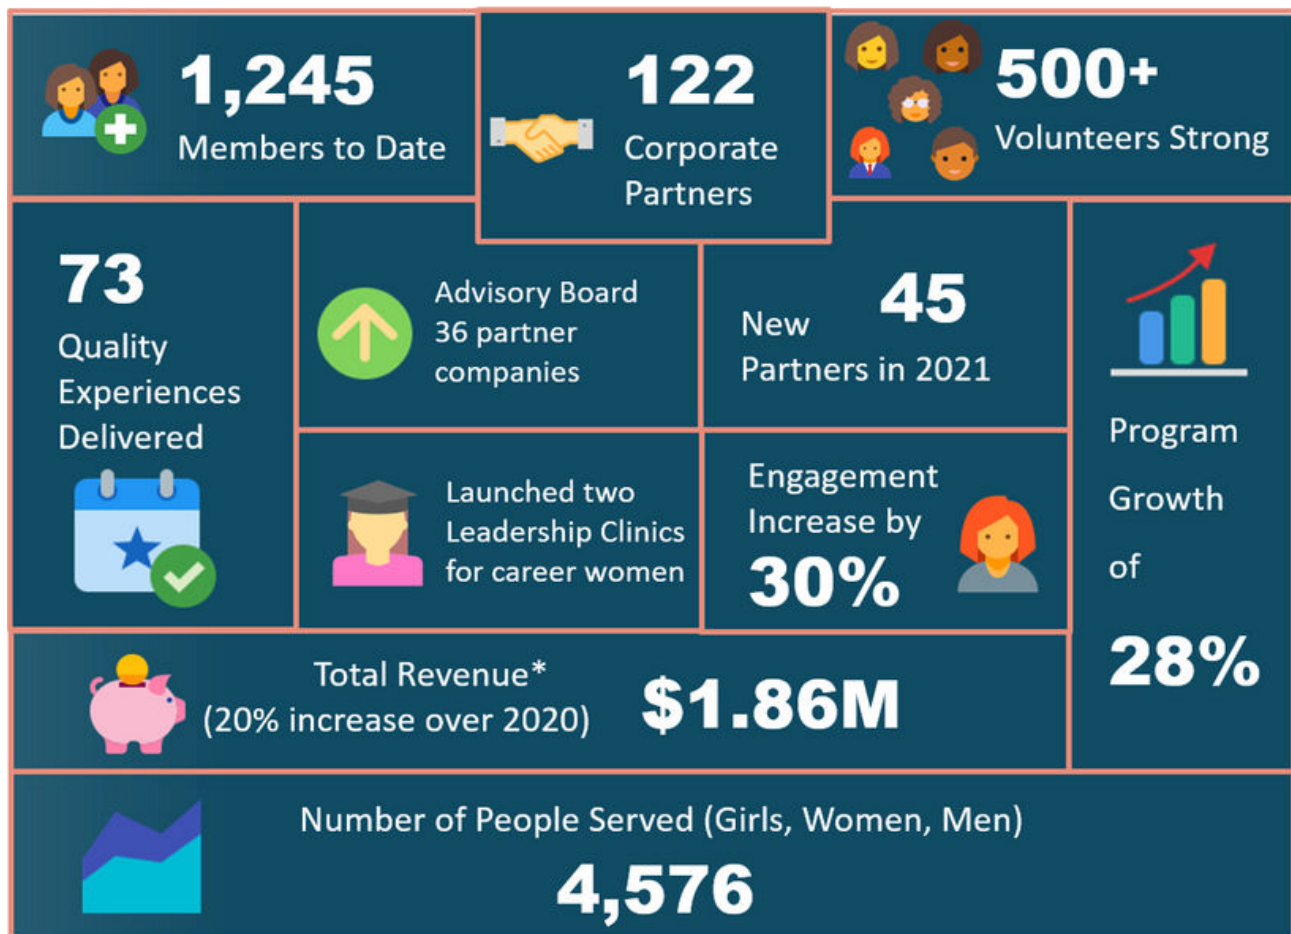 1,245
Members to Date
122
Corporate
Partners
500+
Volunteers Strong
73
Quality
Experiences
Delivered
Advisory Board
36 partner
companies
45
New
Partners in 2021
Program
Growth
of
28%
Launched two
Leadership Clinics
for career women
Engagement
Increase by
30%
Total Revenue*
(20% increase over 2020)
$1.86M
Number of People Served (Girls, Women, Men)
4,576